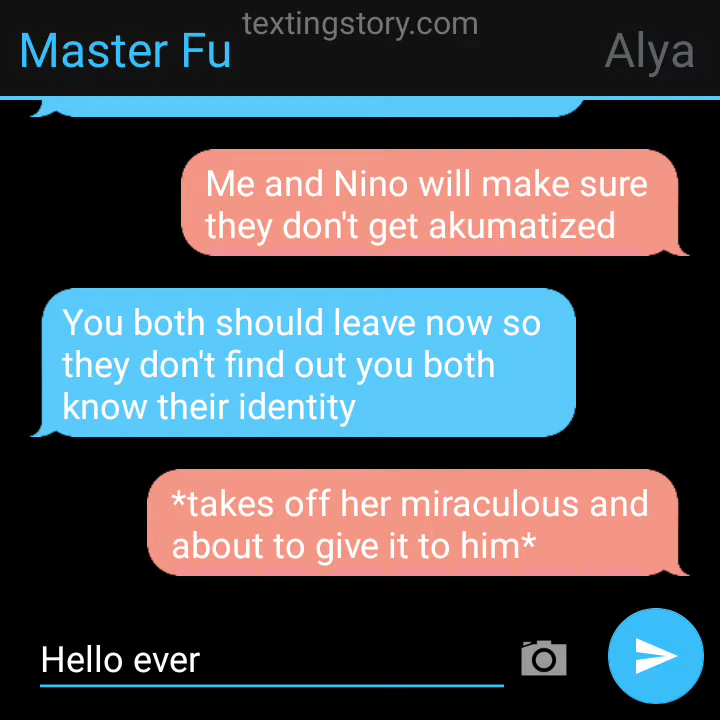 textingstory.com
Master Fu
Alya
Me and Nino will make sure
they don't get akumatized
You both should leave now so
they don't find out you both
know their identity
*takes off her miraculous and
about to give it to him*
Hello ever